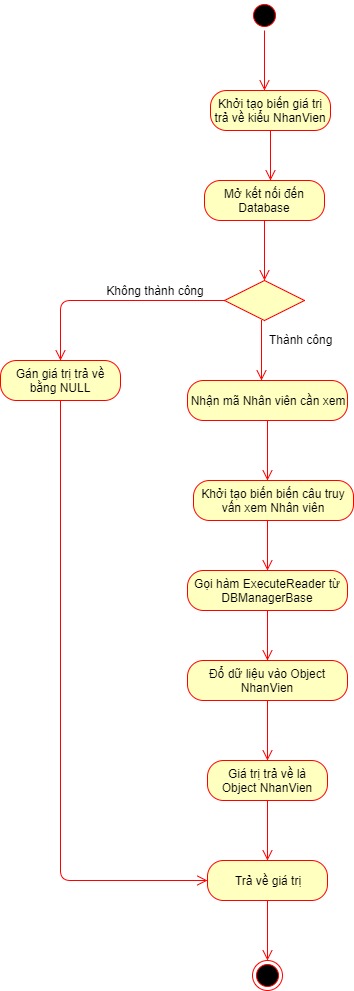 Khởi tạo biến giá trị
trả về kiểu NhanVien
Mở kết nối đến
Database
Không thành công
Thành công
Gán giá trị trả về
bằng NULL
Nhận mã Nhân viên cần xem
Khởi tạo biến biến câu truy
vấn xem Nhân viên
Gọi hàm ExecuteReader từ
DBManagerBase
Đổ dữ liệu vào Object
NhanVien
Giá trị trả về là
Object NhanVien
Trả về giá trị